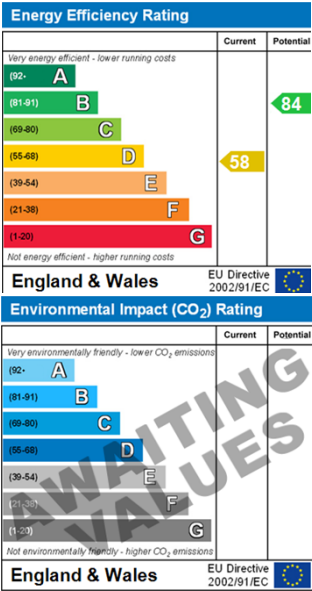 Energy Efficiency Rating
Current Potential
Very energy efficient - lower running costs
(92- A
(81-91) B
84
(69-80) C
(55-68) D
58
(39-54) E
(21-38) F
(1-20) G
Not energy efficient - higher running costs
England & Wales
EU Directive
2002/91/EC
Environmental Impact (CO2) Rating
Current Potential
Very environmentally friendly - lower CO2 emissions
(92- A
(81-91) B
(69-80) C
(55-68) D
(39-54) E
(21-38) F
(1-20) G
AWAITING
VALUES
Not environmentally friendly - higher CO2 emissions
England & Wales
EU Directive
2002/91/EC